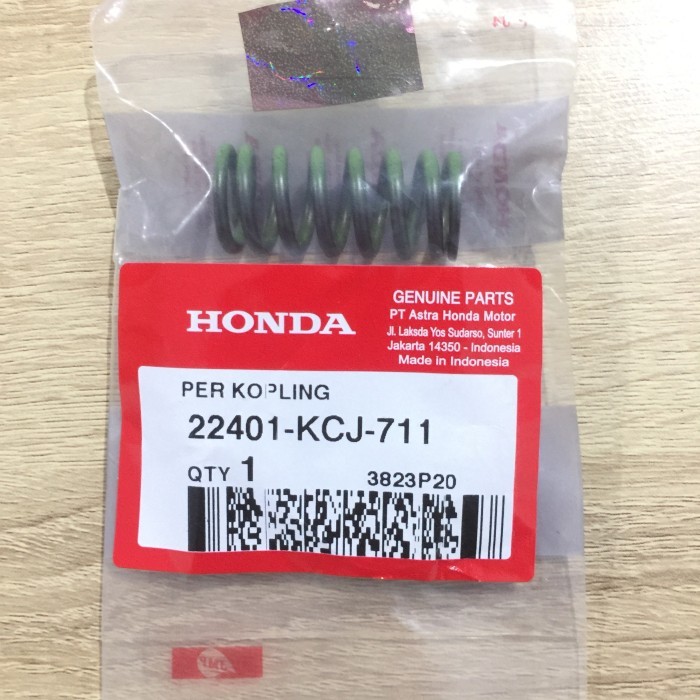 HONDA
GENUINE PARTS
PT Astra Honda Motor
Jl. Laksda Yos Sudarso, Sunter 1
Jakarta 14350 - Indonesia
Made in Indonesia
PER KOPLING
22401-KCJ-711
QTY 1
3823P20